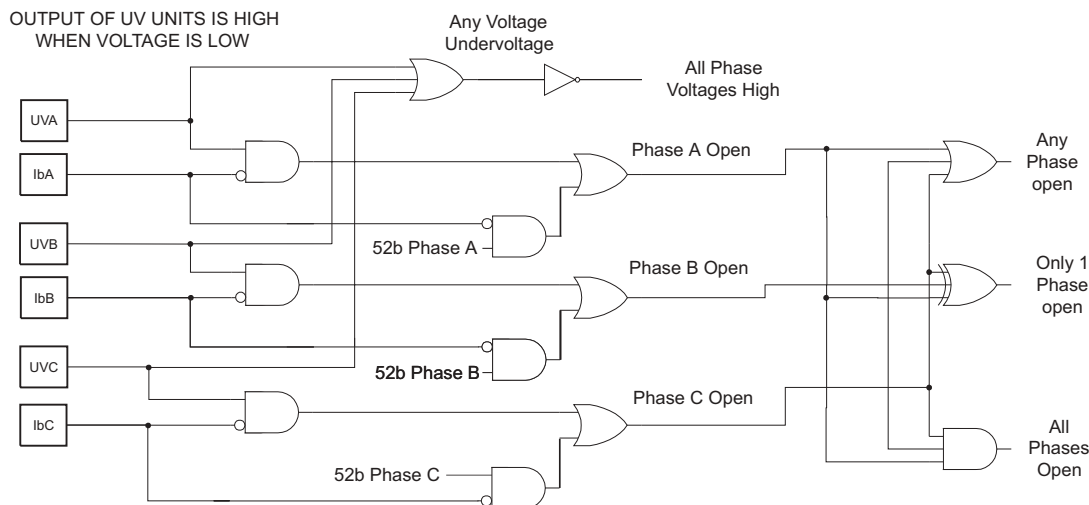 OUTPUT OF UV UNITS IS HIGH
WHEN VOLTAGE IS LOW
Any Voltage
Undervoltage
All Phase
Voltages High
UVA
IbA
UVB
IbB
UVC
IbC
Phase A Open
52b Phase A
Phase B Open
52b Phase B
Phase C Open
52b Phase C
Any
Phase
open
Only 1
Phase
open
All
Phases
Open